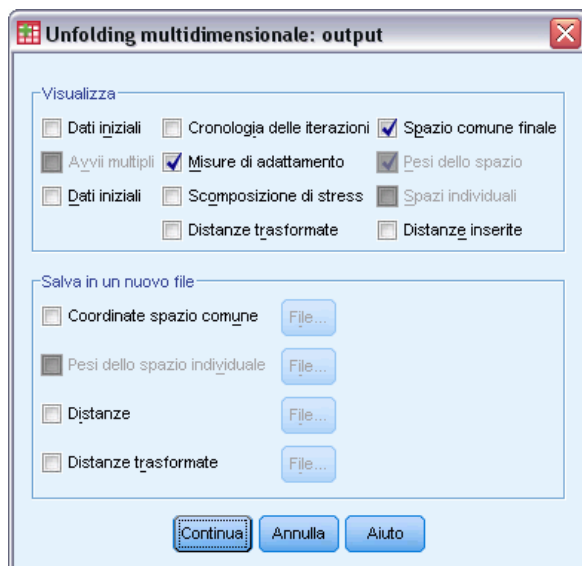 Unfolding multidimensionale: output
Visualizza
Dati iniziali Cronologia delle iterazioni Spazio comune finale
Avvii multipli Misure di adattamento Pesi dello spazio
Dati iniziali Scomposizione di stress Spazi individuali
Distanze trasformate Distanze inserite
Salva in un nuovo file
Coordinate spazio comune File...
Pesi dello spazio individuale File...
Distanze File...
Distanze trasformate File...
Continua Annulla Aiuto